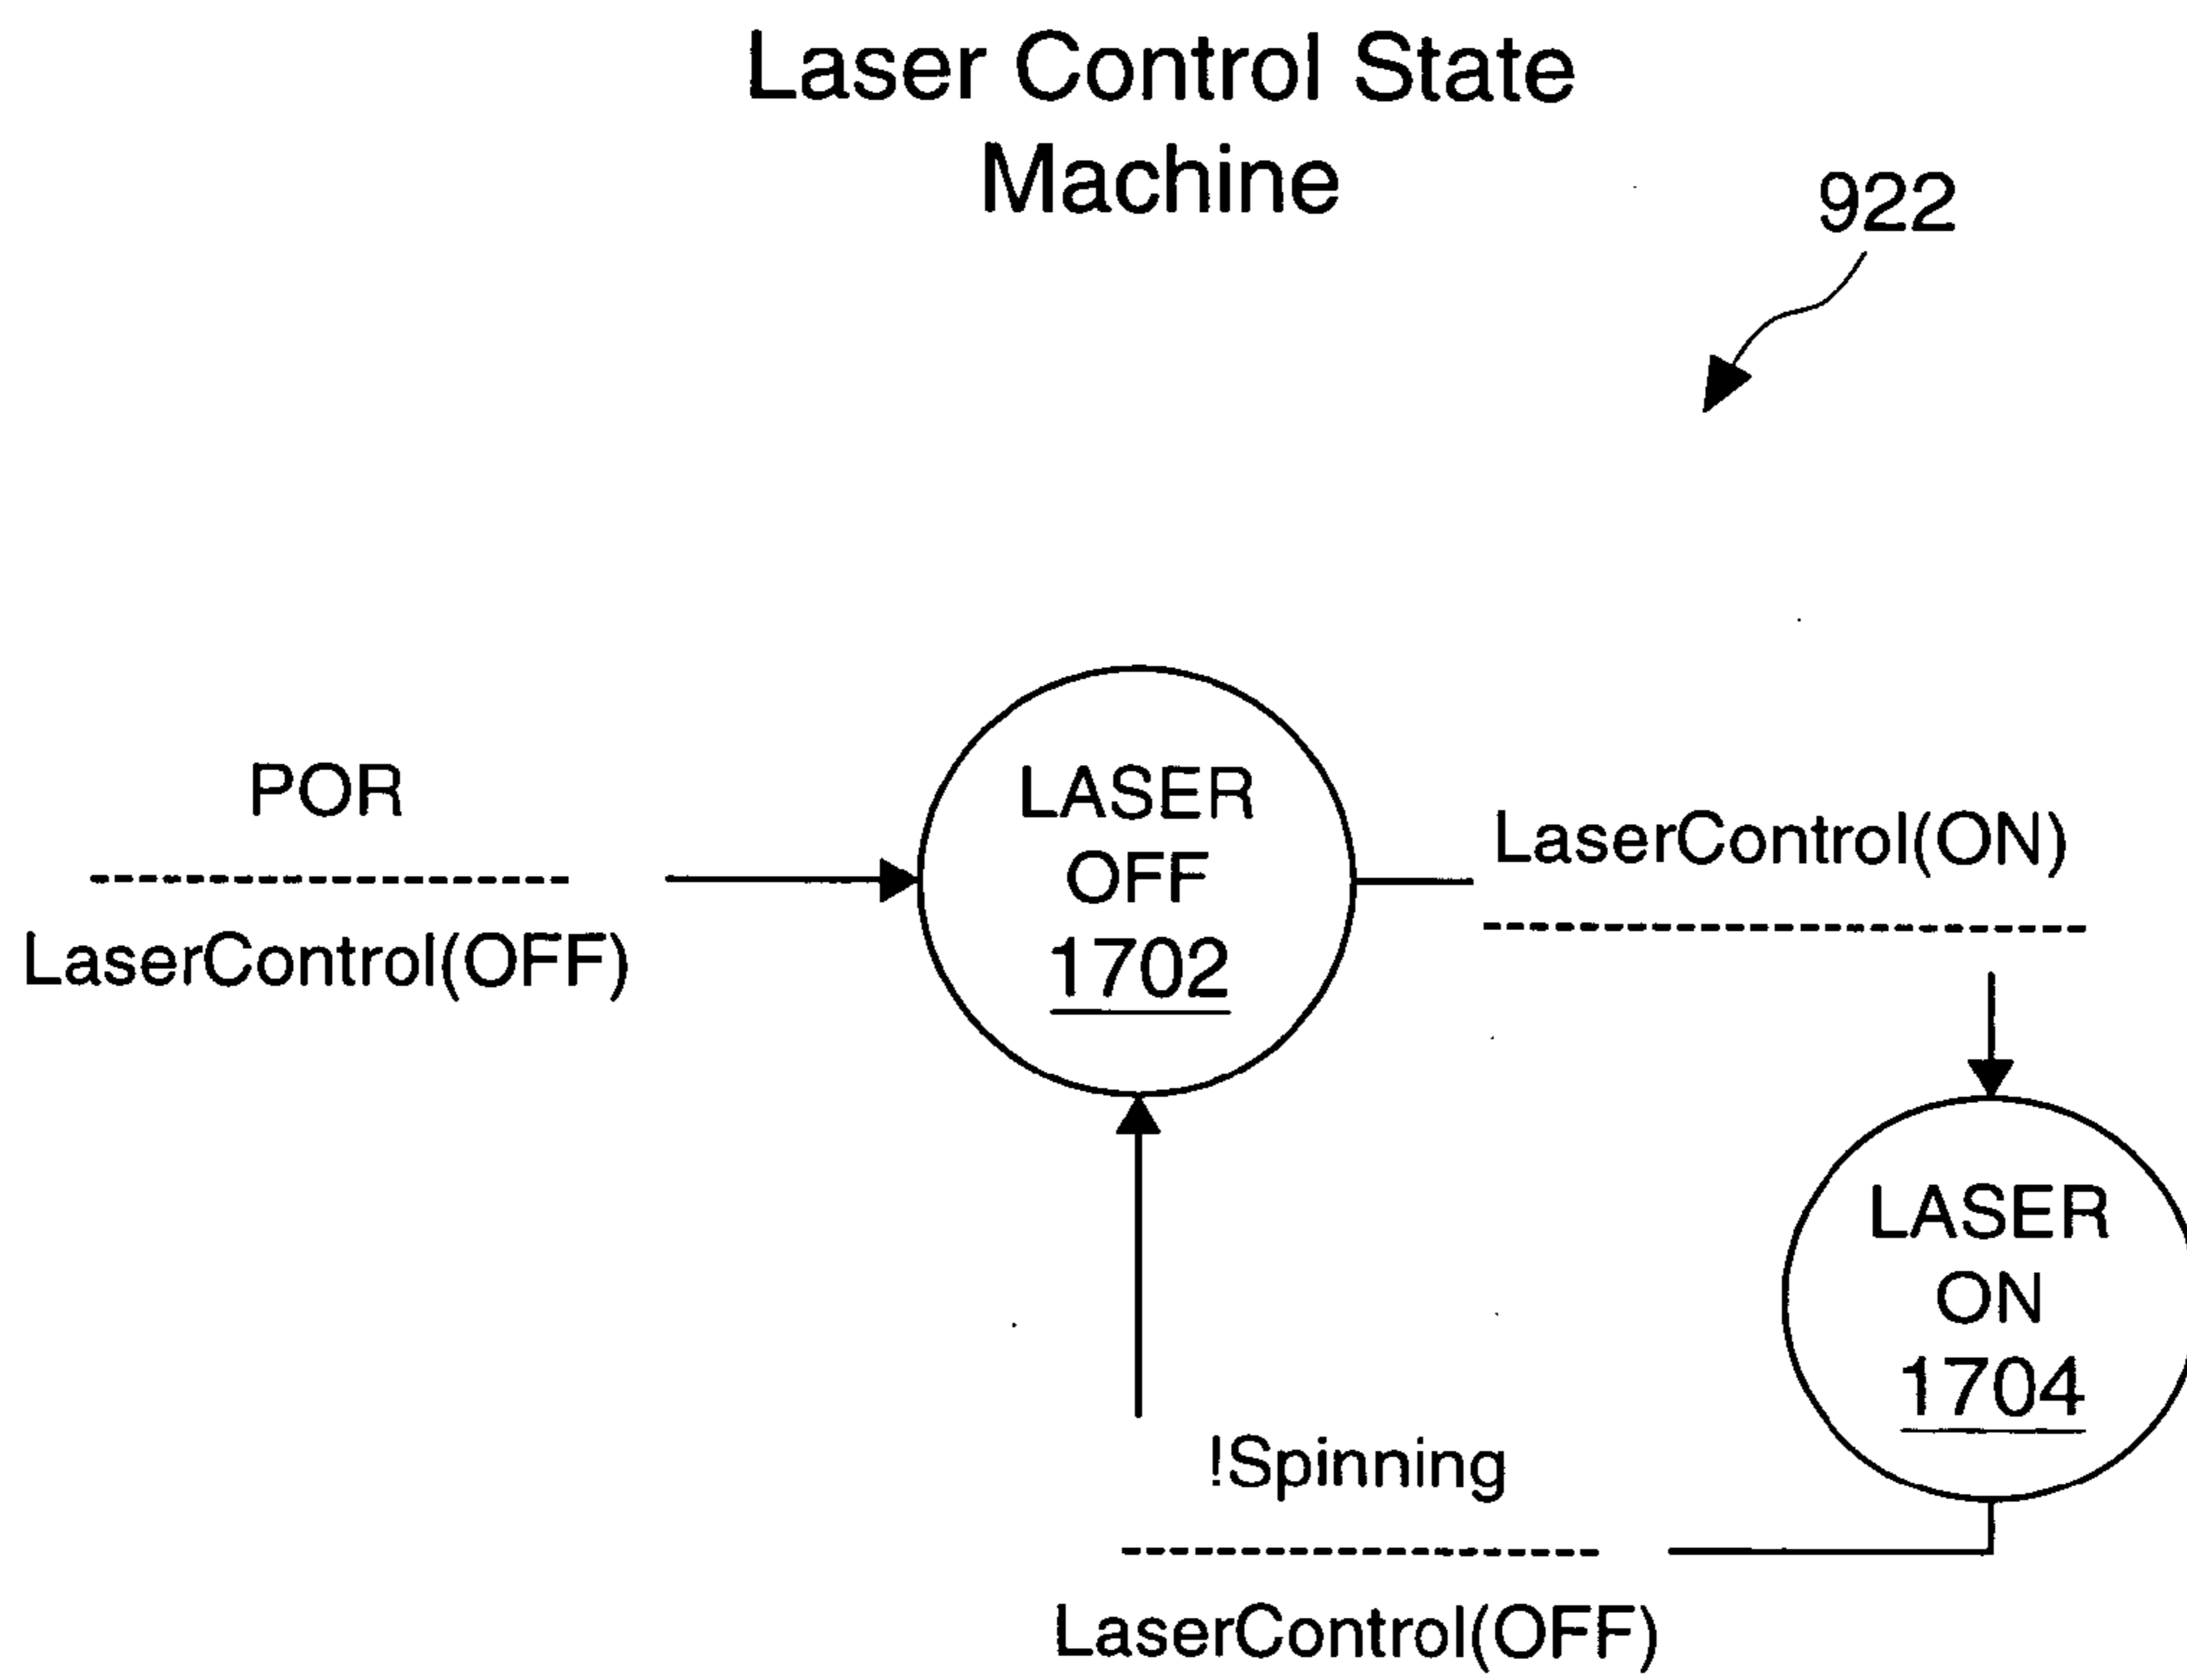 Laser Control State
Machine
922
POR
LaserControl(OFF)
LASER
OFF
1702
LaserControl(ON)
LASER
ON
1704
!Spinning
LaserControl(OFF)